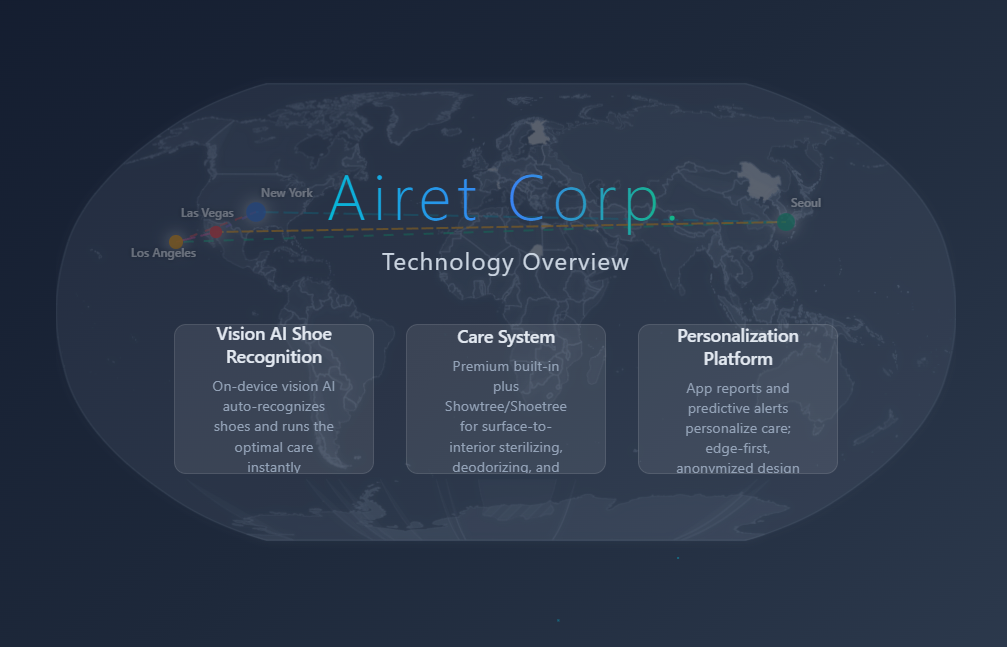 New York
Las Vegas
Los Angeles
Seoul
Airet Corp.
Technology Overview
Vision AI Shoe
Recognition
On-device vision AI
auto-recognizes
shoes and runs the
optimal care
instantly
Care System
Premium built-in
plus
Showtree/Shoetree
for surface-to-
interior sterilizing,
deodorizing, and
Personalization
Platform
App reports and
predictive alerts
personalize care;
edge-first,
anonymized design